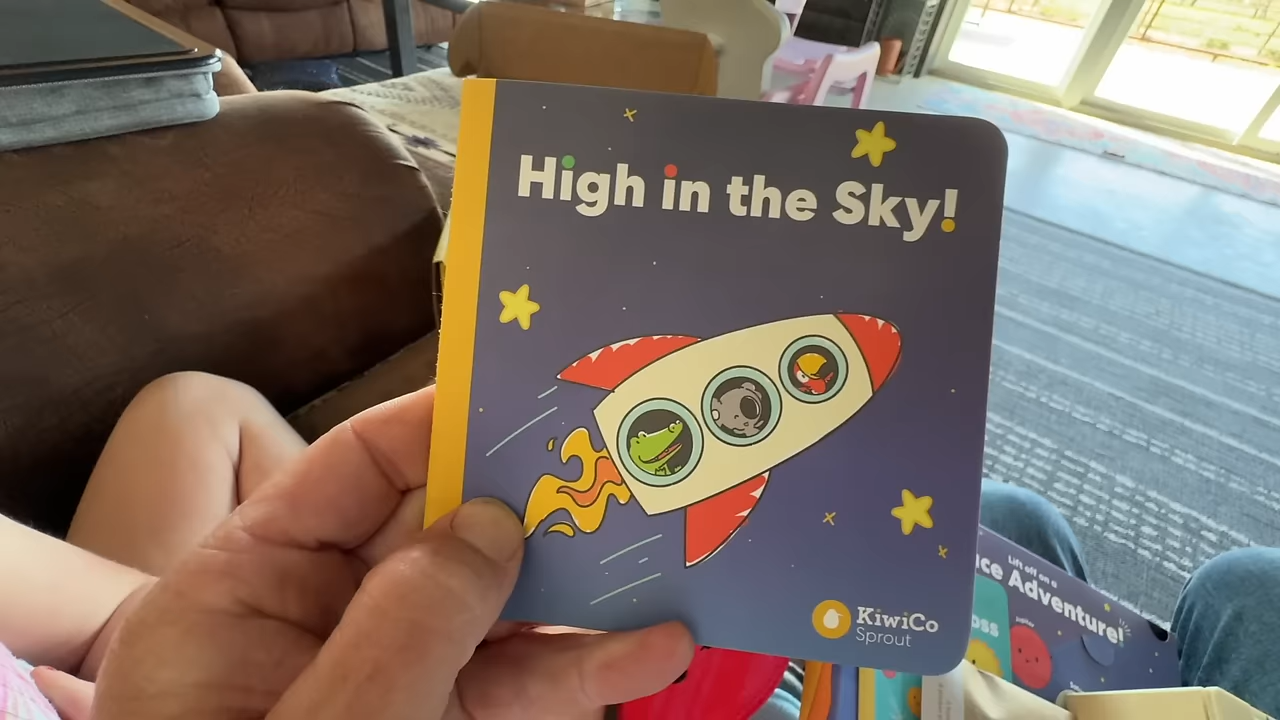 High in the Sky!
KiwiCo
Sprout
Lift off on a
Adventure!